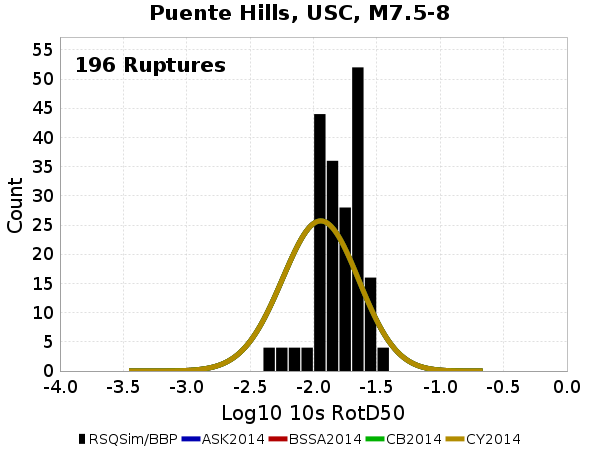 Puente Hills, USC, M7.5-8
196 Ruptures
Count
55
50
45
40
35
30
25
20
15
10
5
0
-4.0 -3.5 -3.0 -2.5 -2.0 -1.5 -1.0 -0.5 0.0
Log10 10s RotD50
RSQSim/BBP ASK2014 BSSA2014 CB2014 CY2014